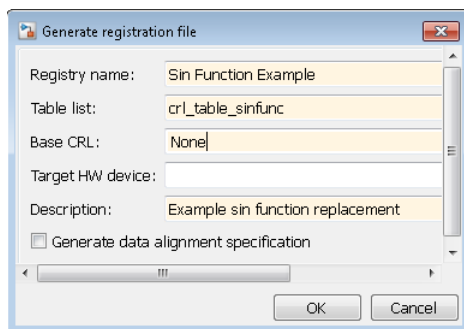 Generate registration file
Registry name: Sin Function Example
Table list: crl_table_sinfunc
Base CRL: None
Target HW device:
Description: Example sin function replacement
Generate data alignment specification
OK Cancel